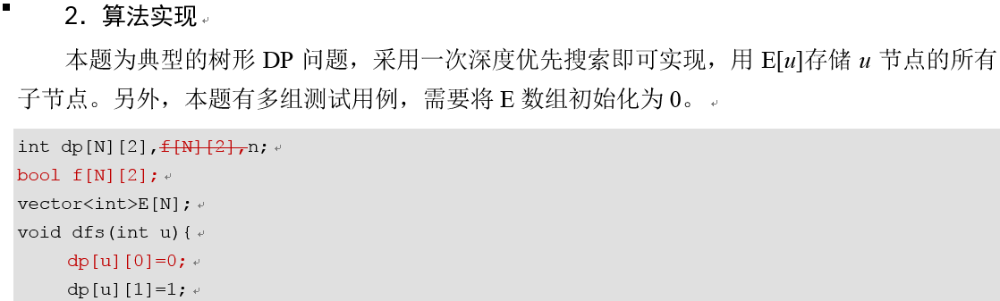 2．算法实现
本题为典型的树形 DP 问题，采用一次深度优先搜索即可实现，用 E[u]存储 u 节点的所有
子节点。另外，本题有多组测试用例，需要将 E 数组初始化为 0。
int dp[N][2],f[N][2],n;
bool f[N][2];
vector<int>E[N];
void dfs(int u){
dp[u][0]=0;
dp[u][1]=1;